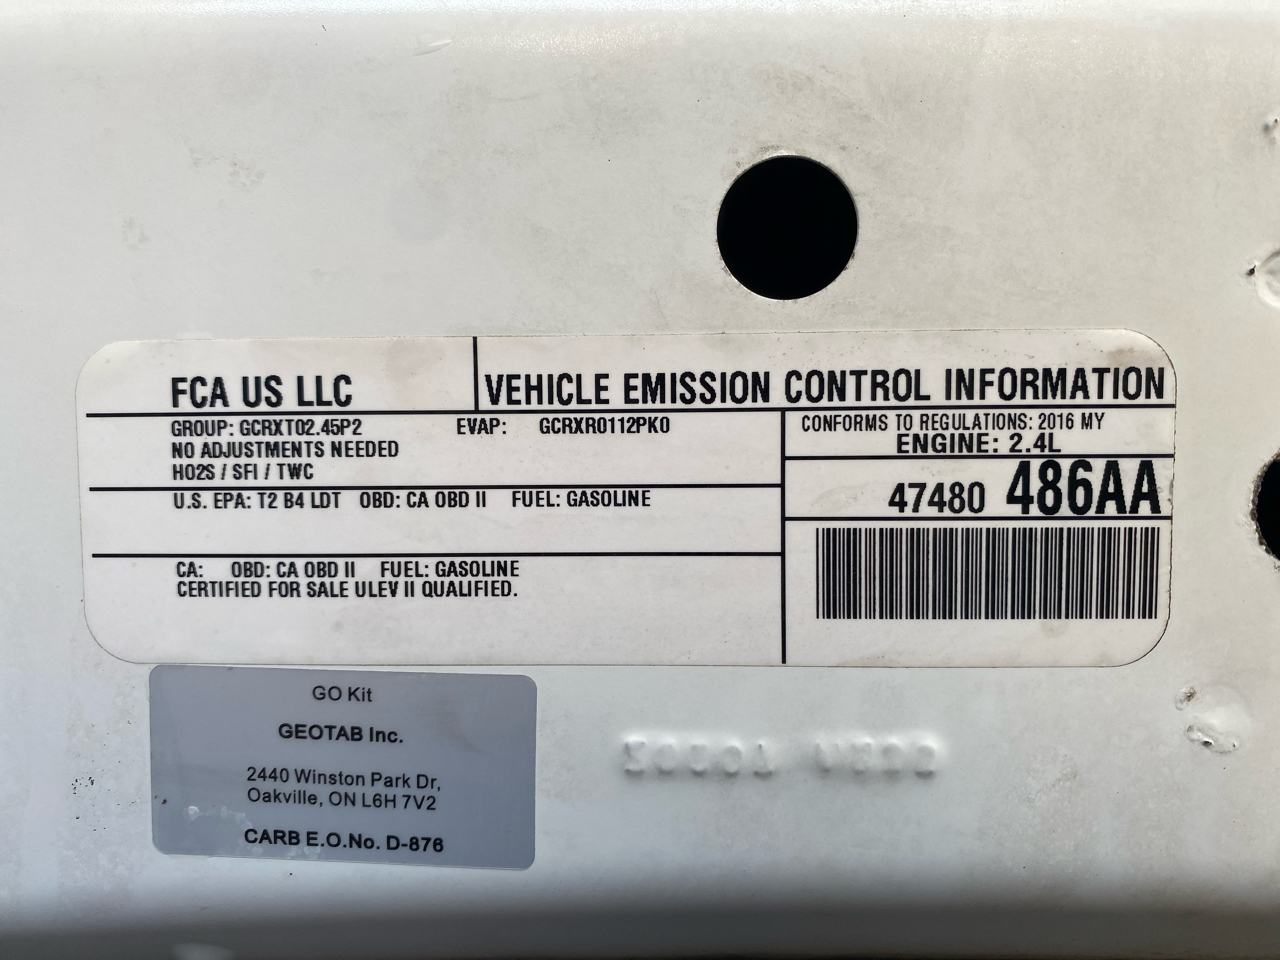 FCA US LLC
VEHICLE EMISSION CONTROL INFORMATION
GROUP: GCRXT02.45P2 EVAP: GCRXR0112PK0
NO ADJUSTMENTS NEEDED
HO2S / SFI / TWC
CONFORMS TO REGULATIONS: 2016 MY
ENGINE: 2.4L
U.S. EPA: T2 B4 LDT OBD: CA OBD II FUEL: GASOLINE
47480 486AA
CA: OBD: CA OBD II FUEL: GASOLINE
CERTIFIED FOR SALE ULEV II QUALIFIED.
GO Kit
GEOTAB Inc.
2440 Winston Park Dr,
Oakville, ON L6H 7V2
CARB E.O.No. D-876